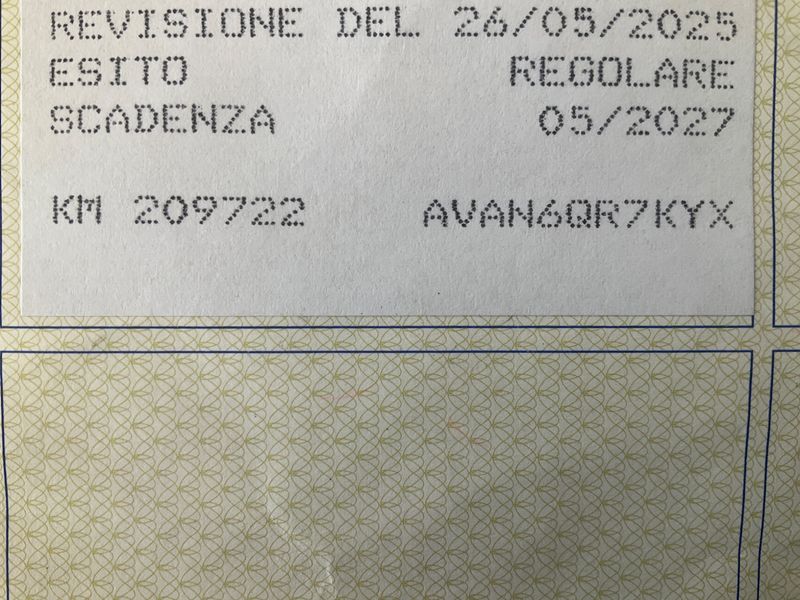 REVISIONE DEL 26/05/2025
ESITO REGOLARE
SCADENZA 05/2027
KM 209722 AVAN6QR7KYX